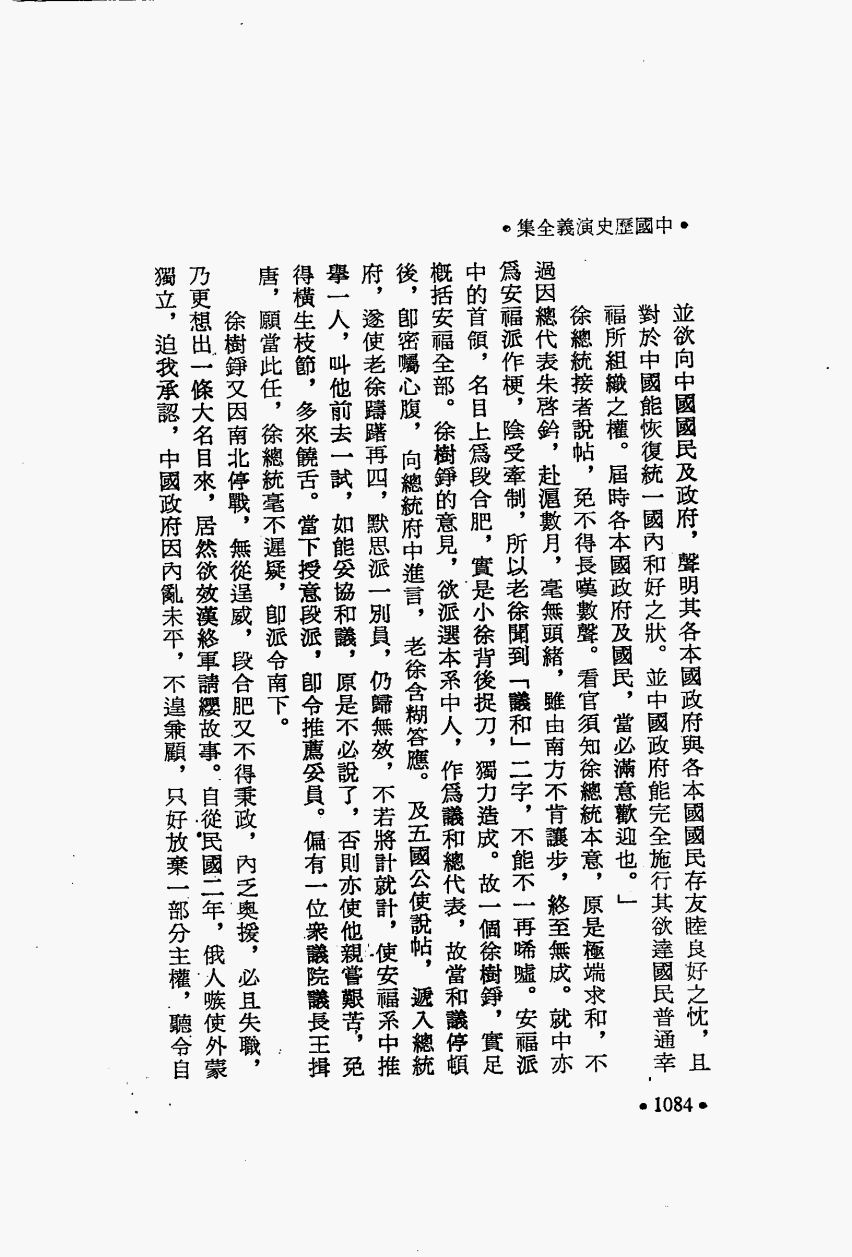 •中國歷史演義全集•
並欲向中國國民及政府，聲明其各本國政府與各本國國民存友睦良好之忱，且
對於中國能恢復統一國內和好之狀。並中國政府能完全施行其欲達國民普通幸
福所組織之權。屆時各本國政府及國民，當必滿意歡迎也。」
徐總統接着說帖，免不得長嘆數聲。看官須知徐總統本意，原是極端求和，不
過因總代表朱啓鈐，赴滬數月，毫無頭緒，雖由南方不肯讓步，終至無成。就中亦
爲安福派作梗，陰受牽制，所以老徐聞到「議和」二字，不能不一再唏噓。安福派
中的首領，名目上爲段合肥，實是小徐背後捉刀，獨力造成。故一個徐樹錚，實足
概括安福全部。徐樹錚的意見，欲派選本系中人，作爲議和總代表，故當和議停頓
後，卽密囑心腹，向總統府中進言，老徐含糊答應。及五國公使說帖，遞入總統
府，遂使老徐躊躇再四，默思派一別員，仍歸無效，不若將計就計，使安福系中推
舉一人，叫他前去一試，如能妥協和議，原是不必說了，否則亦使他親嘗艱苦，免
得橫生枝節，多來饒舌。當下授意段派，卽令推薦妥員。偏有一位衆議院議長王揖
唐，願當此任，徐總統毫不遲疑，卽派令南下。
徐樹錚又因南北停戰，無從逞威，段合肥又不得秉政，內乏奧援，必且失職，
乃更想出一條大名目來，居然欲效漢終軍請纓故事。自從民國二年，俄人嗾使外蒙
獨立，迫我承認，中國政府因內亂未平，不遑兼顧，只好放棄一部分主權，聽令自
•1084•